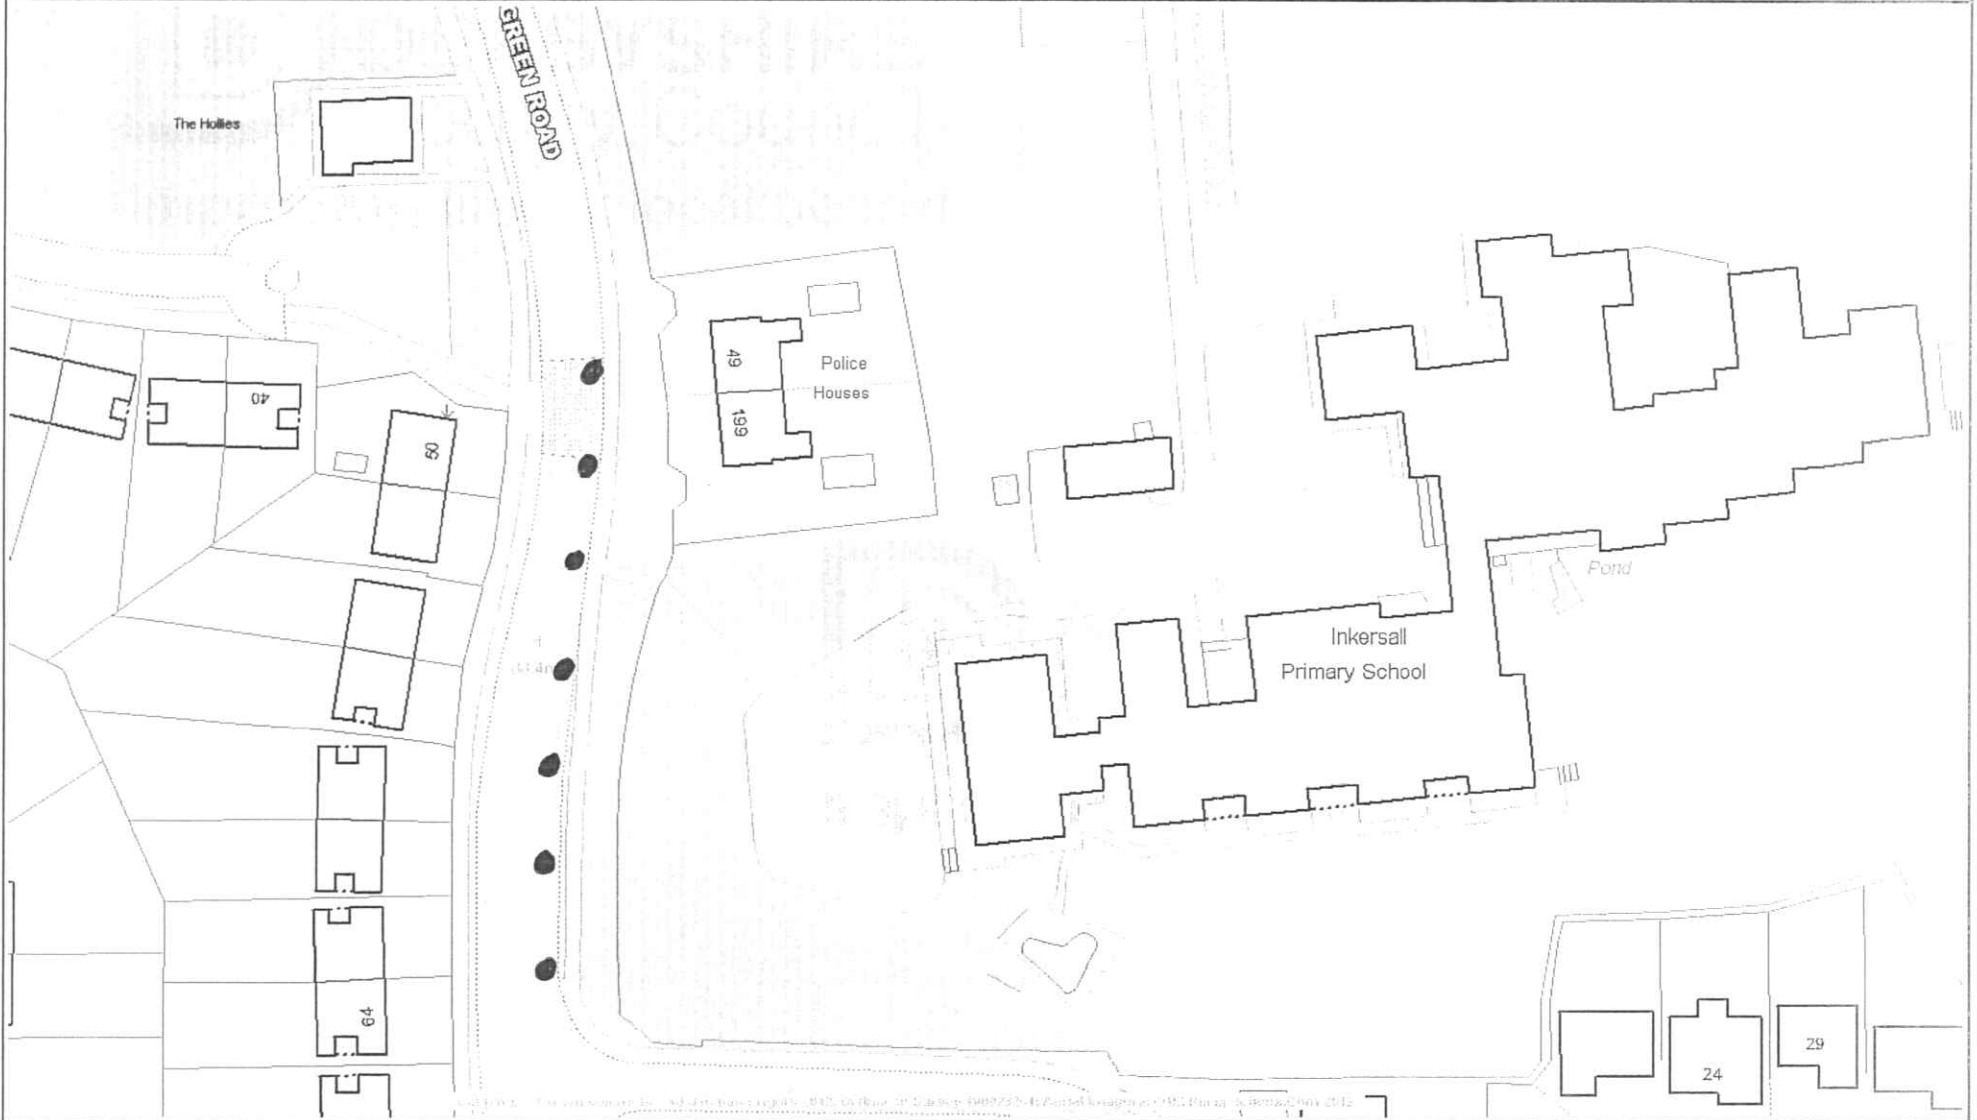 GREEN ROAD
The Hollies
49
Police
Houses
199
40
50
Inkersall
Primary School
Pond
64
24
29